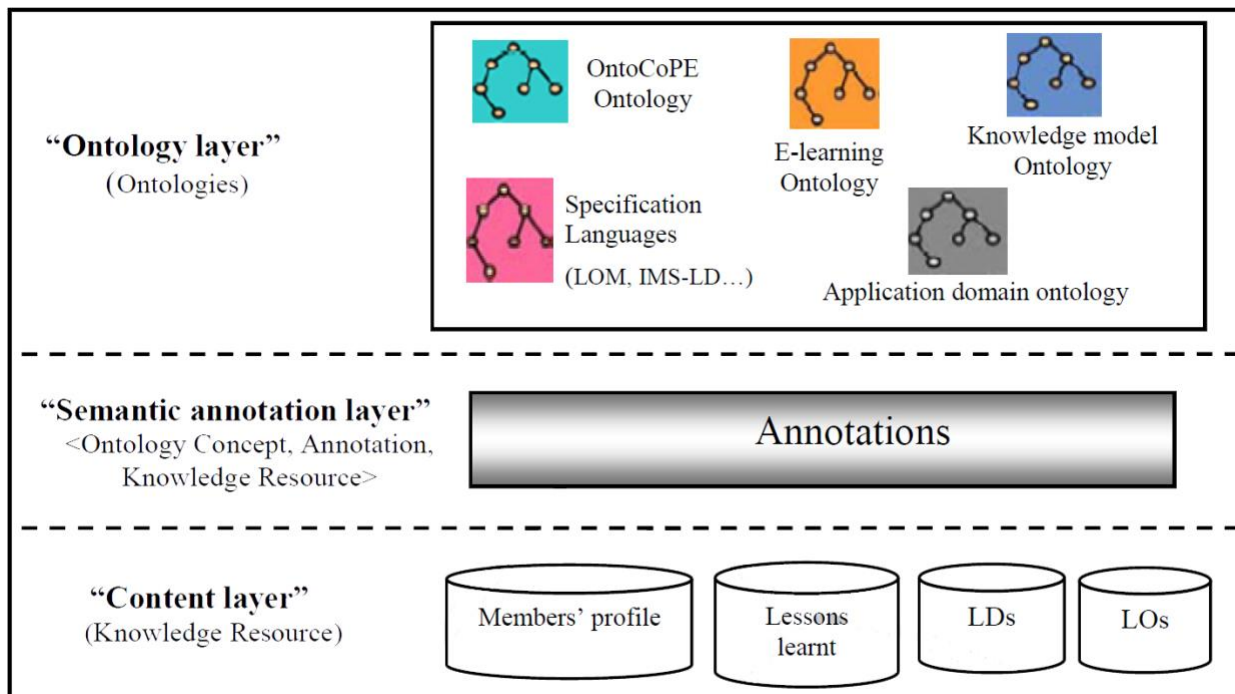 “Ontology layer”
(Ontologies)
OntoCoPE
Ontology
E-learning
Ontology
Knowledge model
Ontology
Specification
Languages
(LOM, IMS-LD…)
Application domain ontology
“Semantic annotation layer”
<Ontology Concept, Annotation,
Knowledge Resource>
Annotations
“Content layer”
(Knowledge Resource)
Members’ profile
Lessons
learnt
LDs
LOs